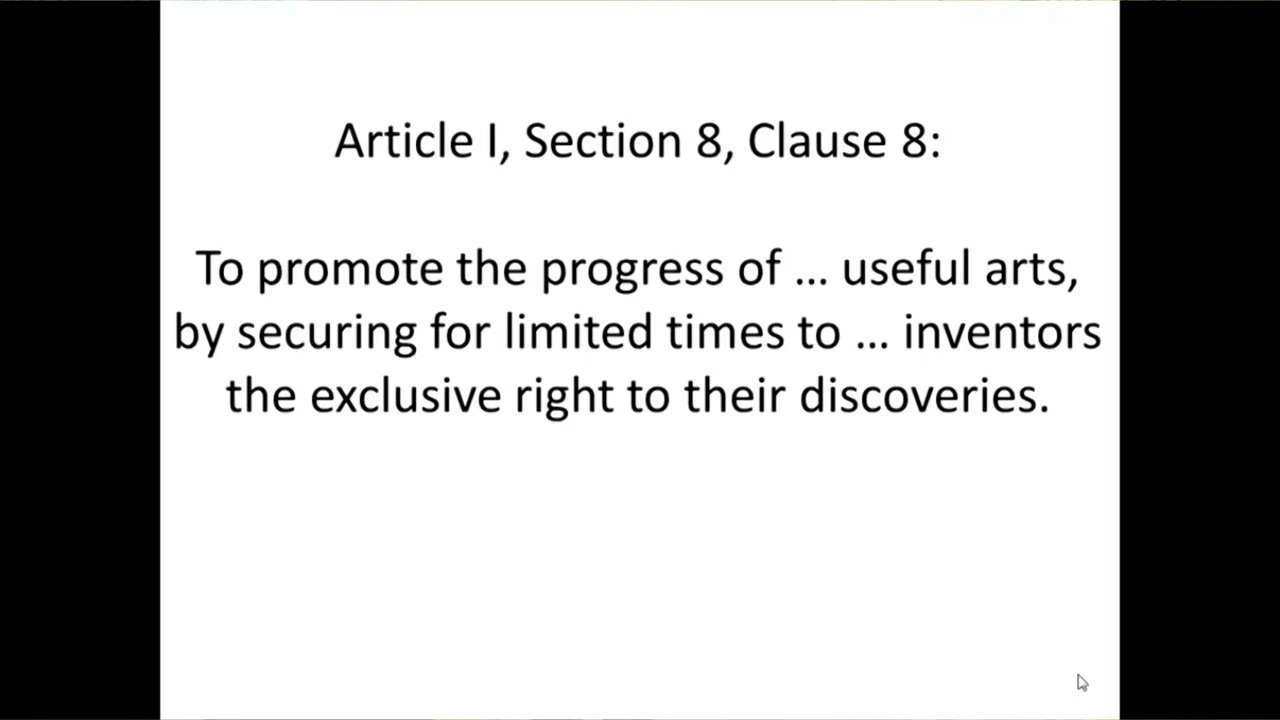 Article I, Section 8, Clause 8:
To promote the progress of ... useful arts,
by securing for limited times to ... inventors
the exclusive right to their discoveries.